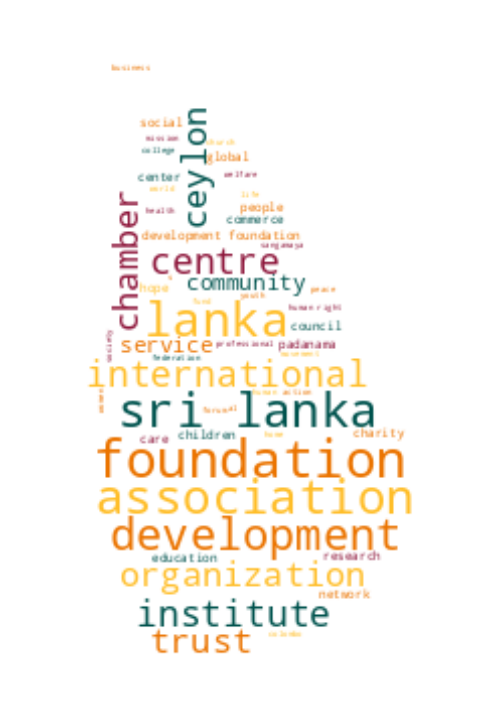 business
social
ceylon
mission
church
college
global
center
welfare
world
life
chamber
health
people
commerce
development foundation
sangamaya
centre
community
hope
peace
youth
fund
human right
lanka
council
society
service
professional
padanama
movement
federation
international
human
action
women
sri lanka
care
children
home
charity
foundation
association
development
education
research
organization
network
institute
trust
colombo